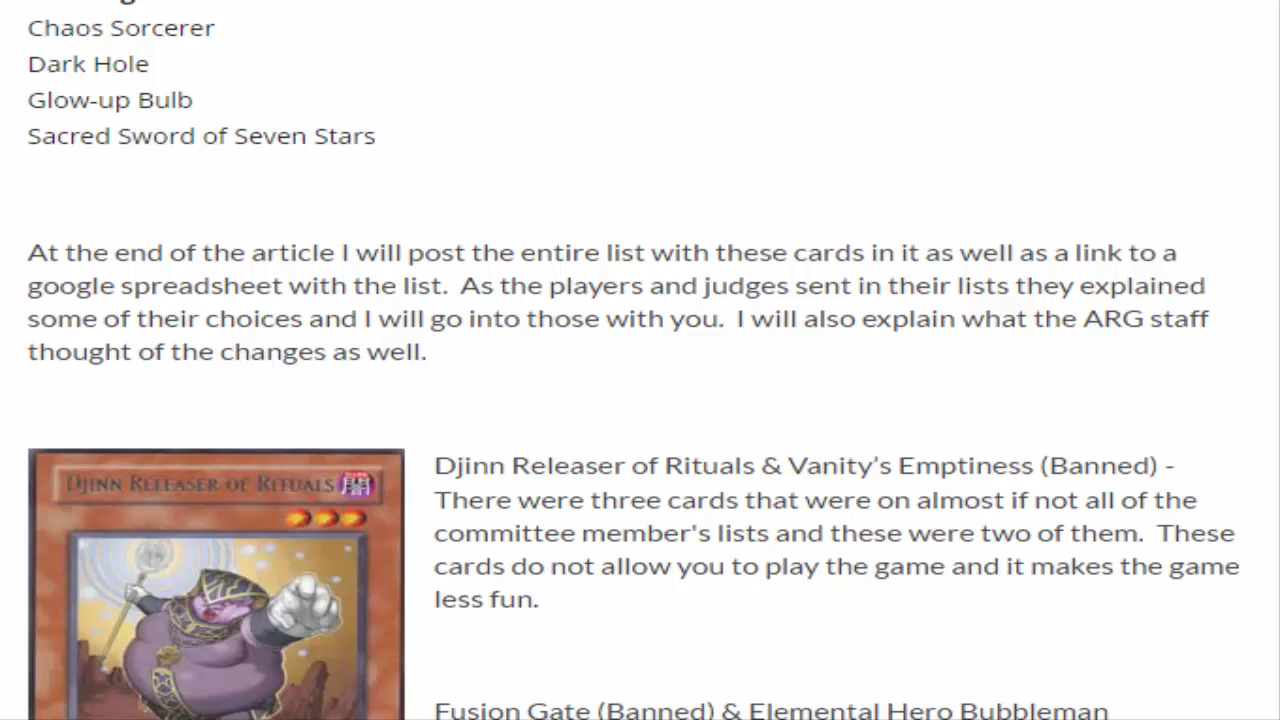 Chaos Sorcerer
Dark Hole
Glow-up Bulb
Sacred Sword of Seven Stars
At the end of the article I will post the entire list with these cards in it as well as a link to a
google spreadsheet with the list.  As the players and judges sent in their lists they explained
some of their choices and I will go into those with you.  I will also explain what the ARG staff
thought of the changes as well.
DJINN RELEASER OF RITUALS 闇
Djinn Releaser of Rituals & Vanity’s Emptiness (Banned) -
There were three cards that were on almost if not all of the
committee member's lists and these were two of them.  These
cards do not allow you to play the game and it makes the game
less fun.
Fusion Gate (Banned) & Elemental Hero Bubbleman